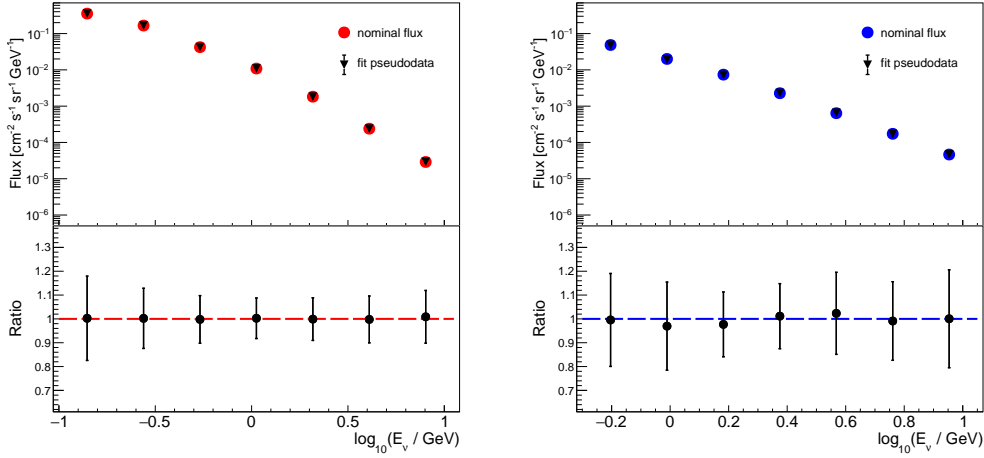 Flux [cm⁻² s⁻¹ sr⁻¹ GeV⁻¹]
10⁻¹
10⁻²
10⁻³
10⁻⁴
10⁻⁵
10⁻⁶
nominal flux
fit pseudodata
Ratio
1.3
1.2
1.1
1
0.9
0.8
0.7
−1 −0.5 0 0.5 1
log₁₀(Eᵥ / GeV)
Flux [cm⁻² s⁻¹ sr⁻¹ GeV⁻¹]
10⁻¹
10⁻²
10⁻³
10⁻⁴
10⁻⁵
10⁻⁶
nominal flux
fit pseudodata
Ratio
1.3
1.2
1.1
1
0.9
0.8
0.7
−0.2 0 0.2 0.4 0.6 0.8 1
log₁₀(Eᵥ / GeV)